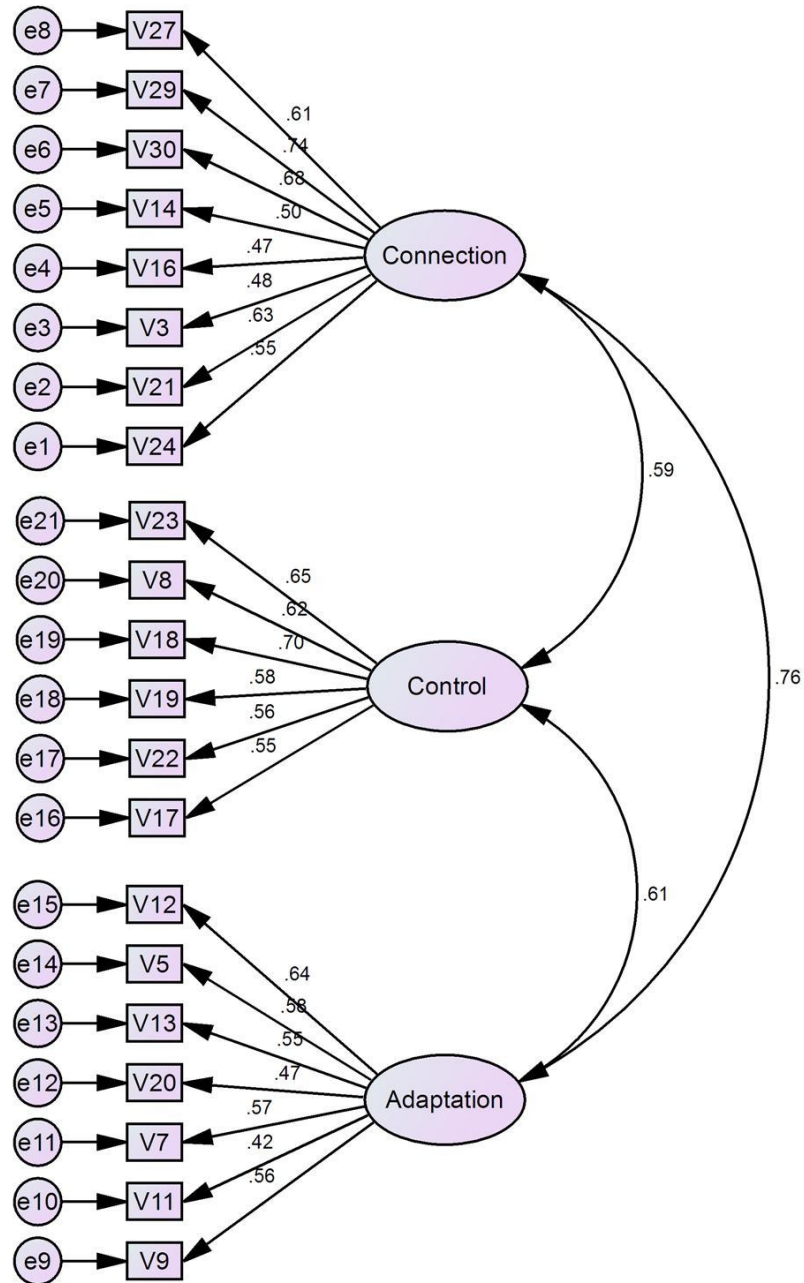 e8 V27
.61
e7 V29
.74
e6 V30
.68
e5 V14
.50
Connection
e4 V16
.47
.48
e3 V3
.63
e2 V21
.55
e1 V24
.59
e21 V23
.65
e20 V8
.62
e19 V18
.70
Control
.76
e18 V19
.58
.56
e17 V22
.55
e16 V17
.61
e15 V12
.64
e14 V5
.58
e13 V13
.55
e12 V20
.47
Adaptation
.57
e11 V7
.42
e10 V11
.56
e9 V9